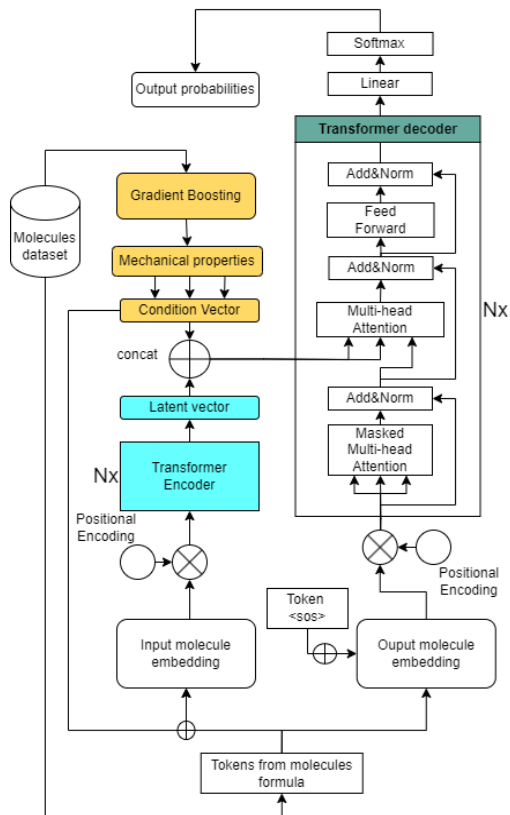 Softmax
Output probabilities
Linear
Transformer decoder
Add&Norm
Gradient Boosting
Feed
Forward
Molecules
dataset
Mechanical properties
Add&Norm
Condition Vector
Multi-head
Attention
Nx
concat
Latent vector
Add&Norm
Nx
Transformer
Encoder
Masked
Multi-head
Attention
Positional
Encoding
Positional
Encoding
Token
<sos>
Input molecule
embedding
Ouput molecule
embedding
Tokens from molecules
formula